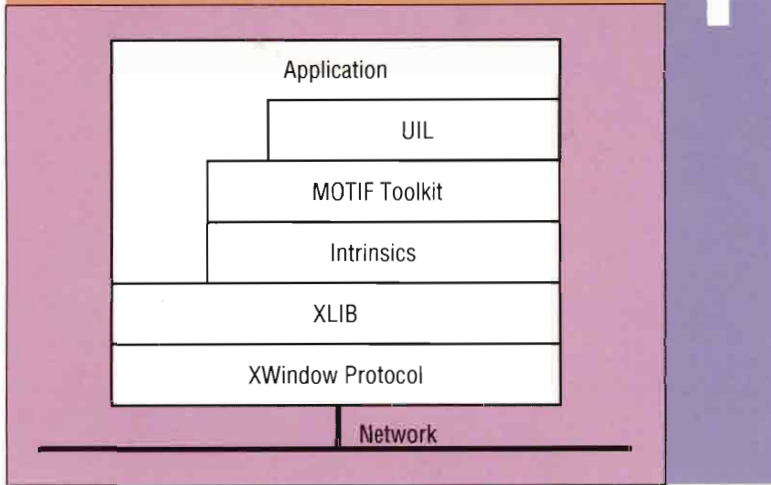 Application
UIL
MOTIF Toolkit
Intrinsics
XLIB
XWindow Protocol
Network